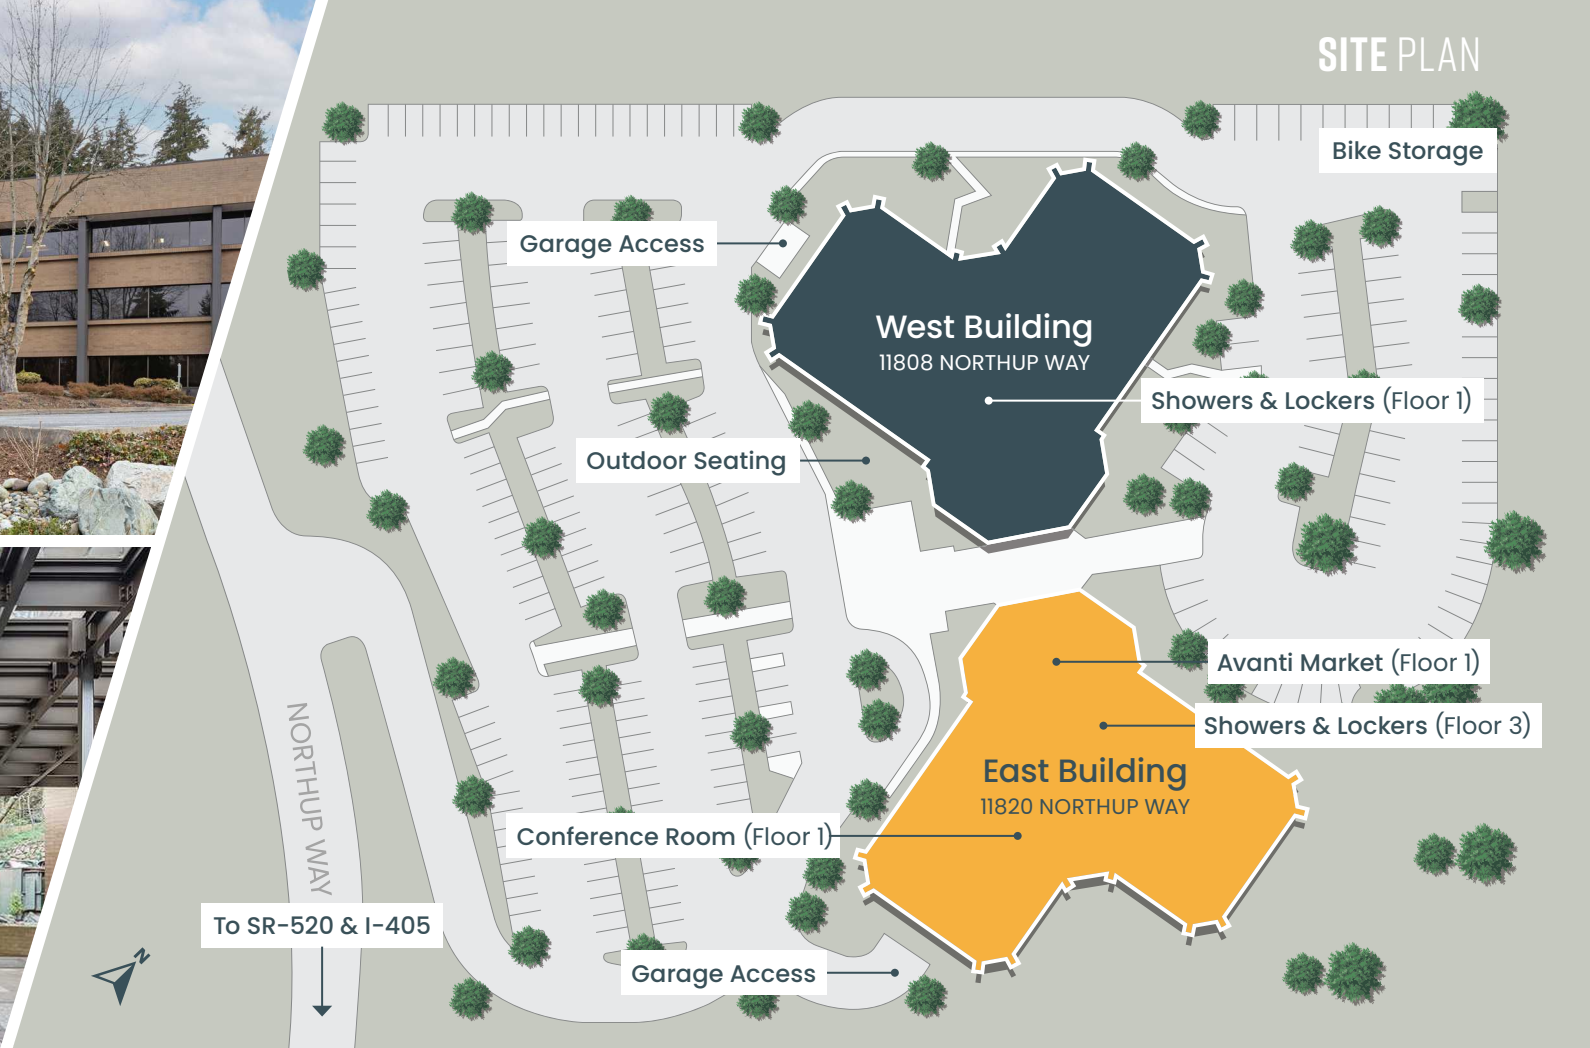 SITE PLAN
Bike Storage
Garage Access
West Building
11808 NORTHUP WAY
Showers & Lockers (Floor 1)
Outdoor Seating
Avanti Market (Floor 1)
Showers & Lockers (Floor 3)
East Building
11820 NORTHUP WAY
Conference Room (Floor 1)
NORTHUP WAY
To SR-520 & I-405
N
Garage Access